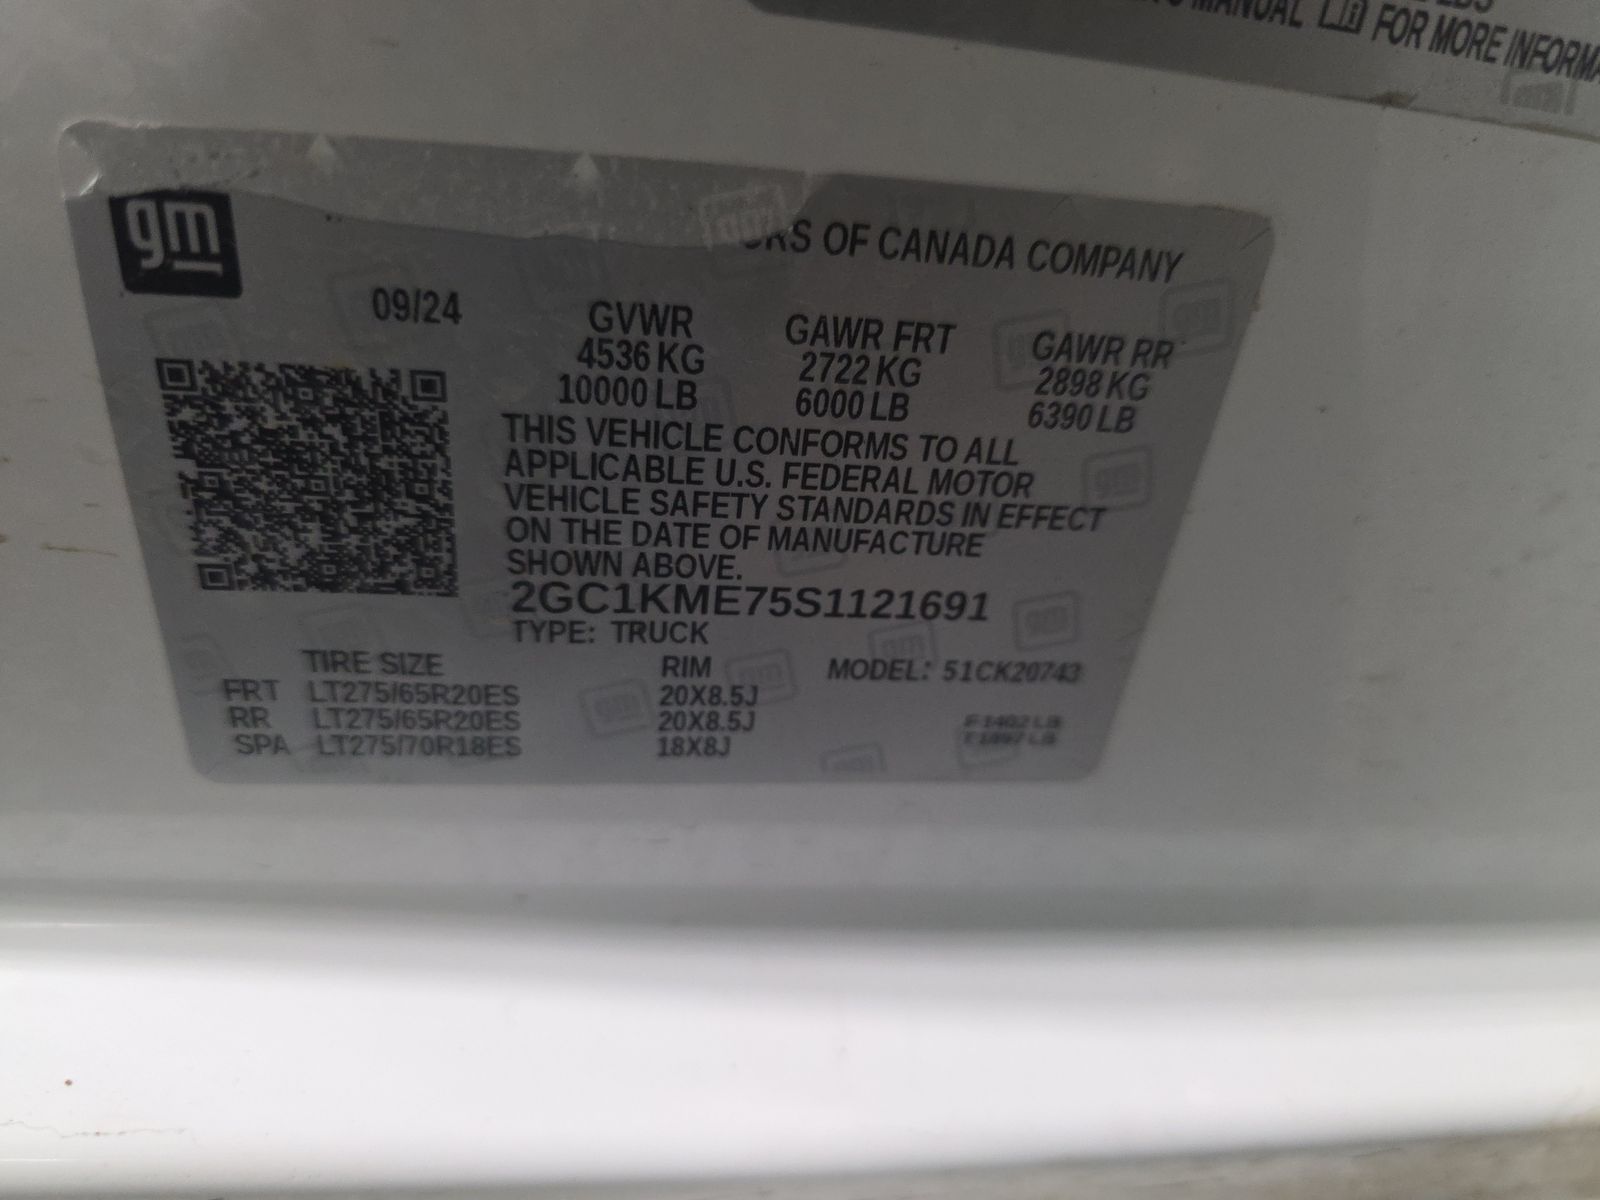 MANUAL FOR MORE
gm
OF CANADA COMPANY
09/24 GVWR GAWR FRT GAWR RR
4536 KG 2722 KG 2898 KG
10000 LB 6000 LB 6390 LB
THIS VEHICLE CONFORMS TO ALL
APPLICABLE U.S. FEDERAL MOTOR
VEHICLE SAFETY STANDARDS IN EFFECT
ON THE DATE OF MANUFACTURE
SHOWN ABOVE.
2GC1KME75S1121691
TYPE: TRUCK
TIRE SIZE RIM MODEL: 51CK20743
FRT LT275/65R20ES 20X8.5J
RR LT275/65R20ES 20X8.5J
SPA LT275/70R18ES 18X8J